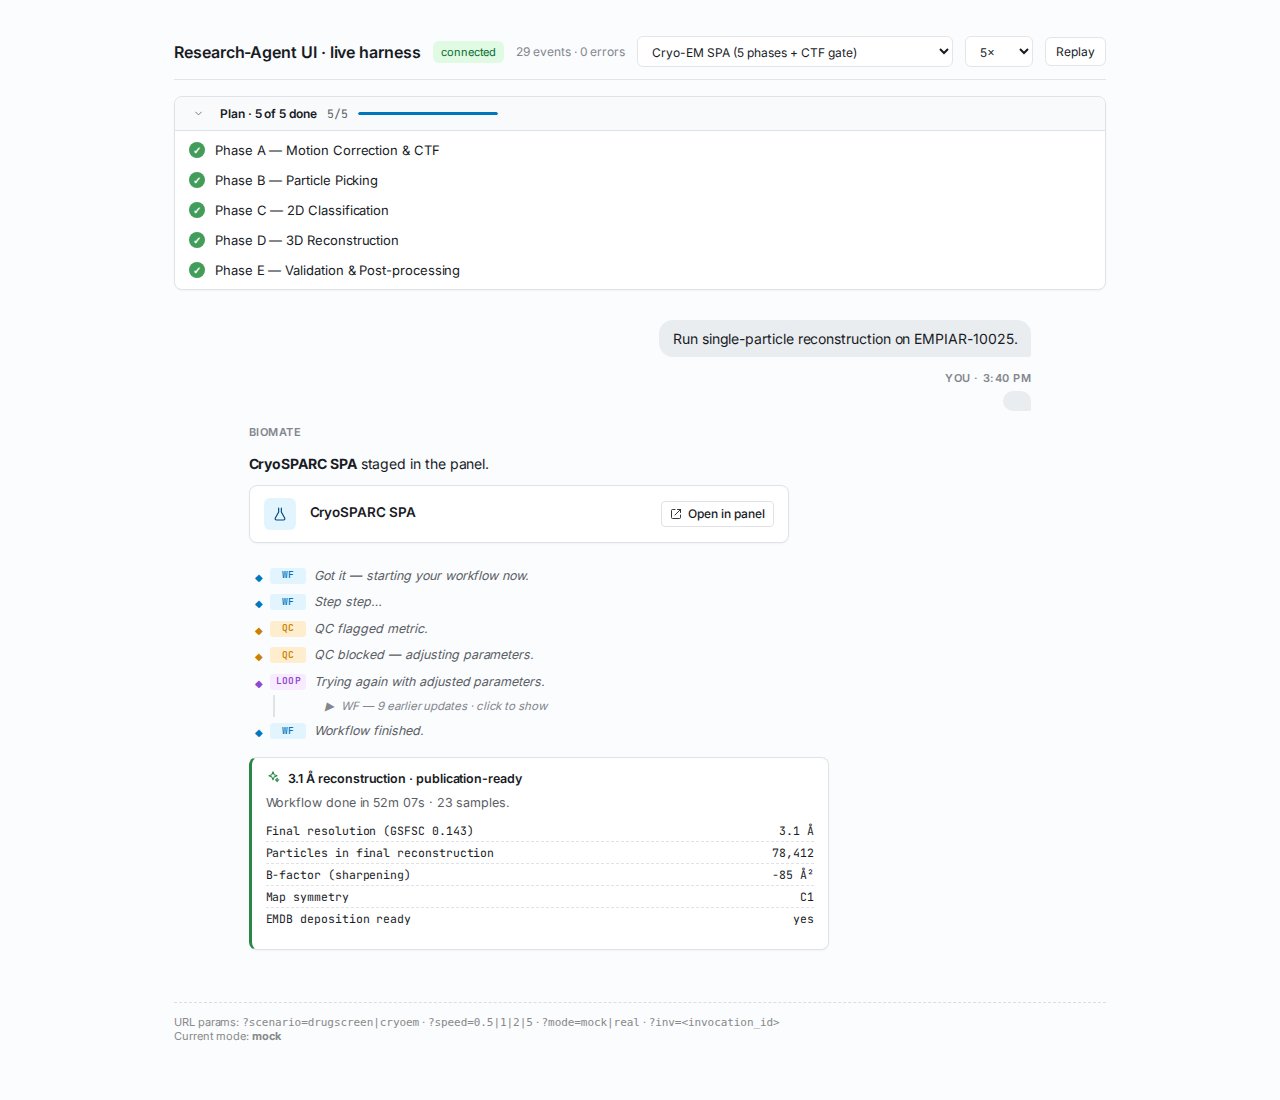 Research-Agent UI · live harness connected 29 events · 0 errors Cryo-EM SPA (5 phases + CTF gate) 5× Replay
Plan · 5 of 5 done 5/5
Phase A — Motion Correction & CTF
Phase B — Particle Picking
Phase C — 2D Classification
Phase D — 3D Reconstruction
Phase E — Validation & Post-processing
Run single-particle reconstruction on EMPIAR-10025.
YOU · 3:40 PM
BIOMATE
CryoSPARC SPA staged in the panel.
CryoSPARC SPA Open in panel
WF Got it — starting your workflow now.
WF Step step…
QC QC flagged metric.
QC QC blocked — adjusting parameters.
LOOP Trying again with adjusted parameters.
▶ WF — 9 earlier updates · click to show
WF Workflow finished.
3.1 Å reconstruction · publication-ready
Workflow done in 52m 07s · 23 samples.
Final resolution (GSFSC 0.143) 3.1 Å
Particles in final reconstruction 78,412
B-factor (sharpening) -85 Å²
Map symmetry C1
EMDB deposition ready yes
URL params: ?scenario=drugscreen|cryoem · ?speed=0.5|1|2|5 · ?mode=mock|real · ?inv=<invocation_id>
Current mode: mock